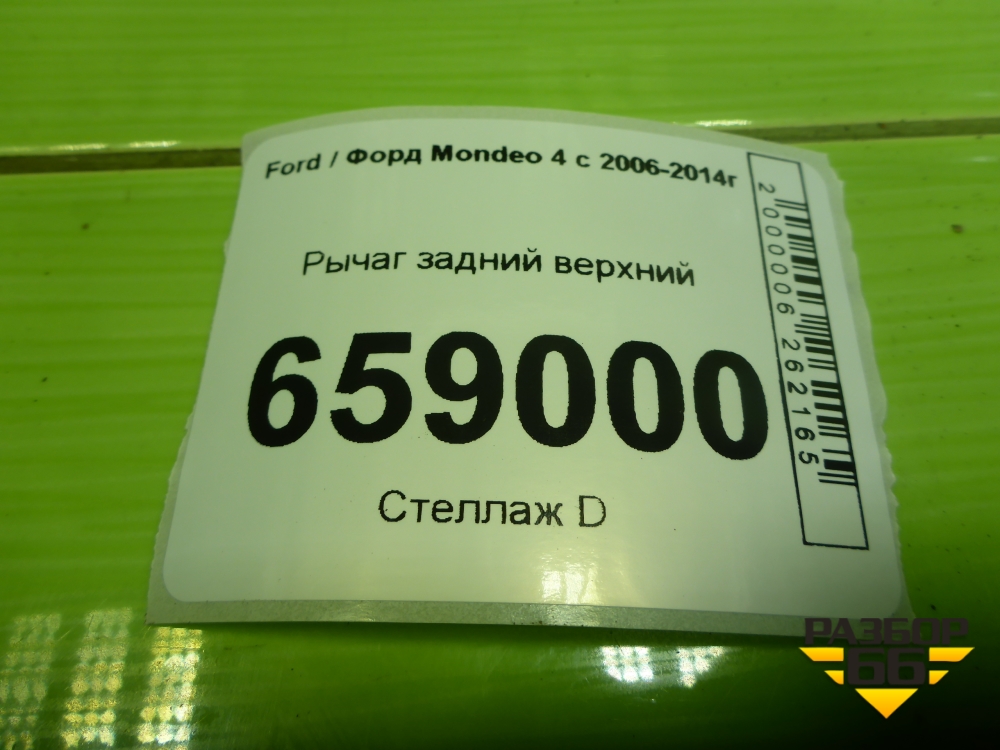 Ford / Форд Mondeo 4 с 2006-2014г
Рычаг задний верхний
659000
Стеллаж D
2000006262165
РАЗБОР
66